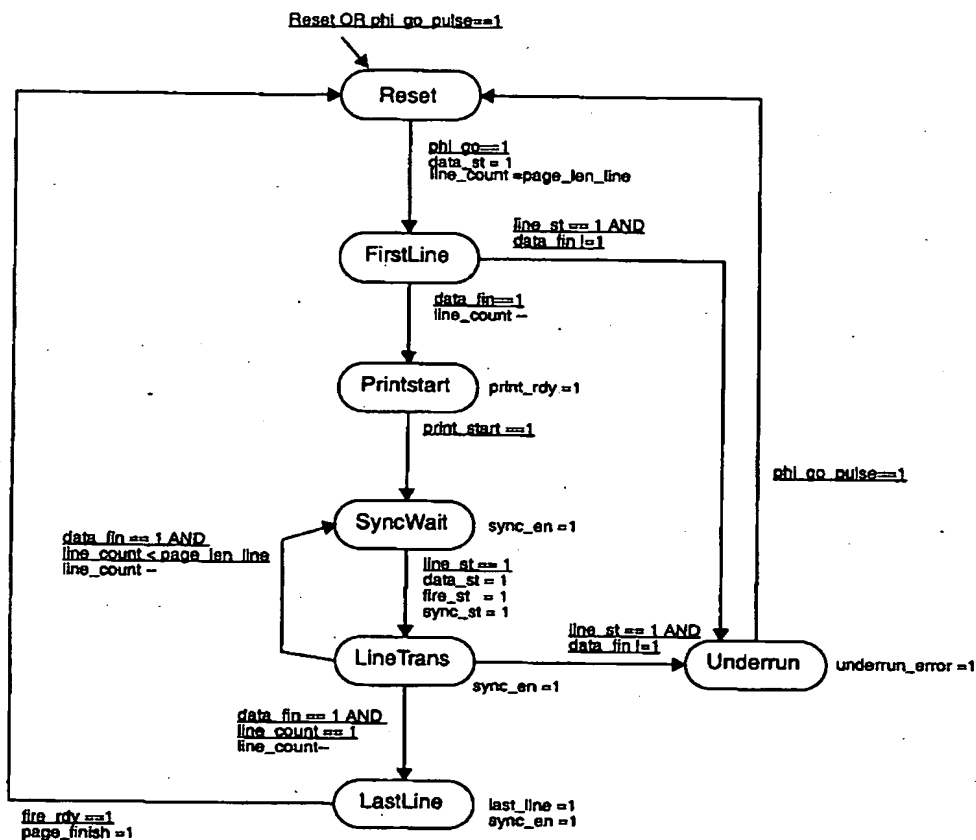 Reset OR phi_go_pulse==1
Reset
phi_go==1
data_st = 1
line_count =page_len_line
line_st == 1 AND
data_fin !=1
FirstLine
data_fin==1
line_count --
Printstart
print_rdy =1
print_start ==1
phi_go_pulse==1
SyncWait
sync_en =1
data_fin == 1 AND
line_count < page_len_line
line_count --
line_st == 1
data_st = 1
fire_st = 1
sync_st = 1
line_st == 1 AND
data_fin !=1
LineTrans
sync_en =1
Underrun
underrun_error =1
data_fin == 1 AND
line_count == 1
line_count--
LastLine
last_line =1
sync_en =1
fire_rdy ==1
page_finish =1